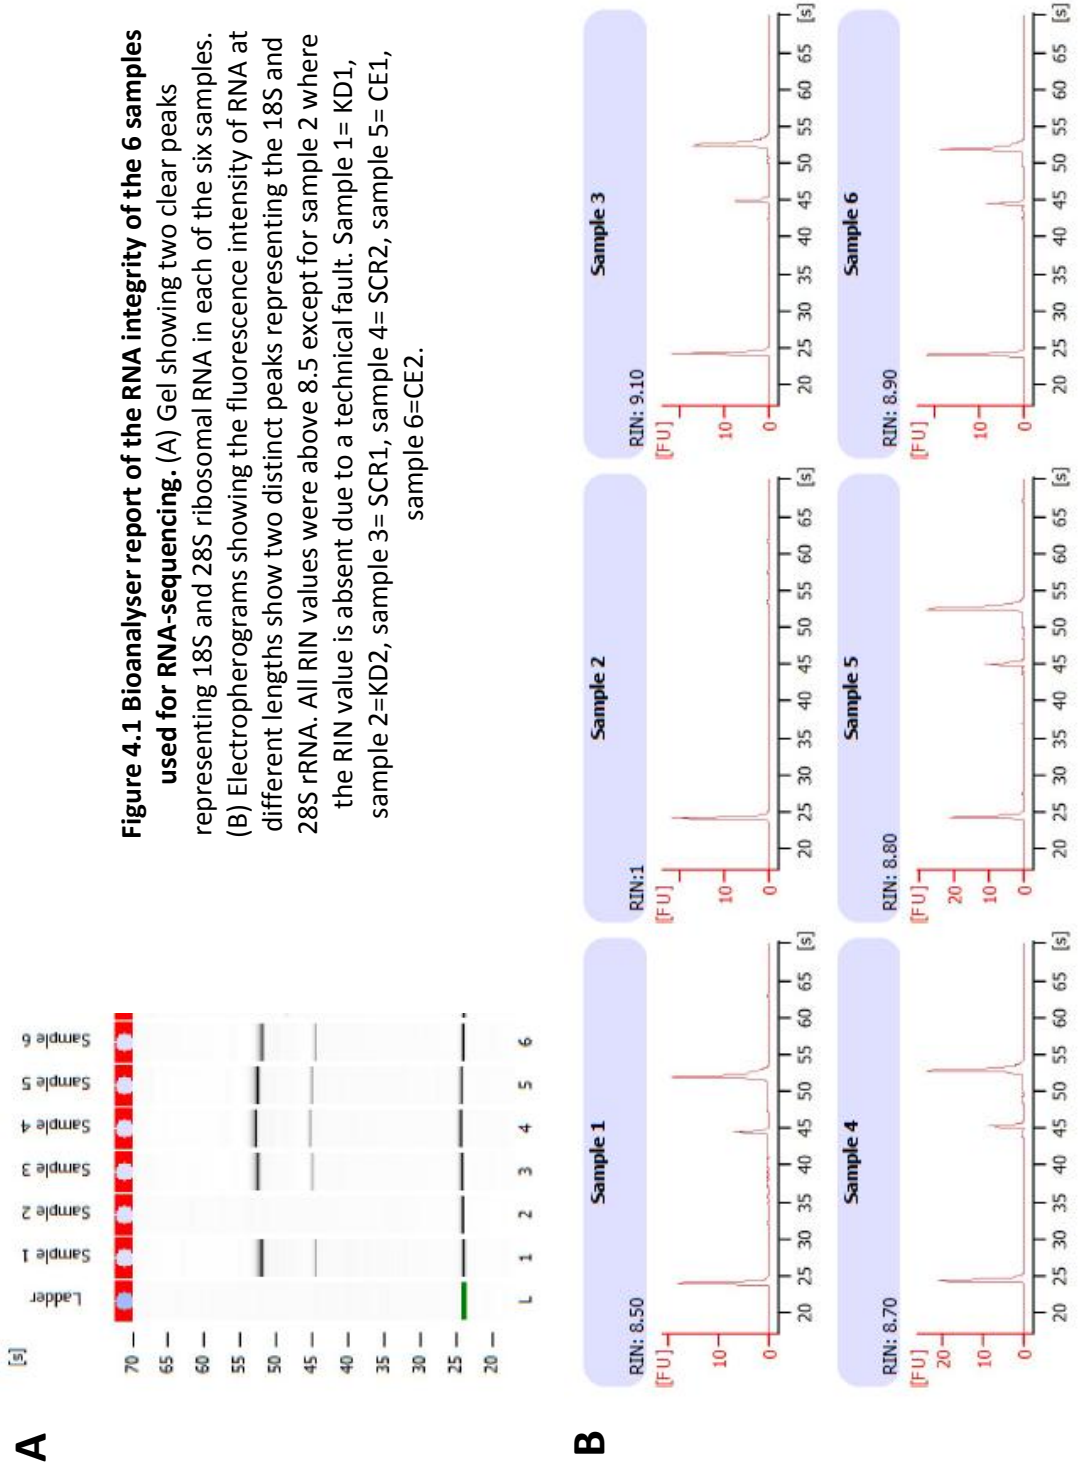 A
[s]
70
65
60
55
50
45
40
35
30
25
20
Ladder
Sample 1
Sample 2
Sample 3
Sample 4
Sample 5
Sample 6
L
1
2
3
4
5
6
Figure 4.1 Bioanalyser report of the RNA integrity of the 6 samples
used for RNA-sequencing. (A) Gel showing two clear peaks
representing 18S and 28S ribosomal RNA in each of the six samples.
(B) Electropherograms showing the fluorescence intensity of RNA at
different lengths show two distinct peaks representing the 18S and
28S rRNA. All RIN values were above 8.5 except for sample 2 where
the RIN value is absent due to a technical fault. Sample 1= KD1,
sample 2=KD2, sample 3= SCR1, sample 4= SCR2, sample 5= CE1,
sample 6=CE2.
B
Sample 1
RIN: 8.50
[FU]
10
0
20 25 30 35 40 45 50 55 60 65 [s]
Sample 2
RIN:1
[FU]
10
0
20 25 30 35 40 45 50 55 60 65 [s]
Sample 3
RIN: 9.10
[FU]
10
0
20 25 30 35 40 45 50 55 60 65 [s]
Sample 4
RIN: 8.70
[FU]
20
10
0
20 25 30 35 40 45 50 55 60 65 [s]
Sample 5
RIN: 8.80
[FU]
20
10
0
20 25 30 35 40 45 50 55 60 65 [s]
Sample 6
RIN: 8.90
[FU]
10
0
20 25 30 35 40 45 50 55 60 65 [s]